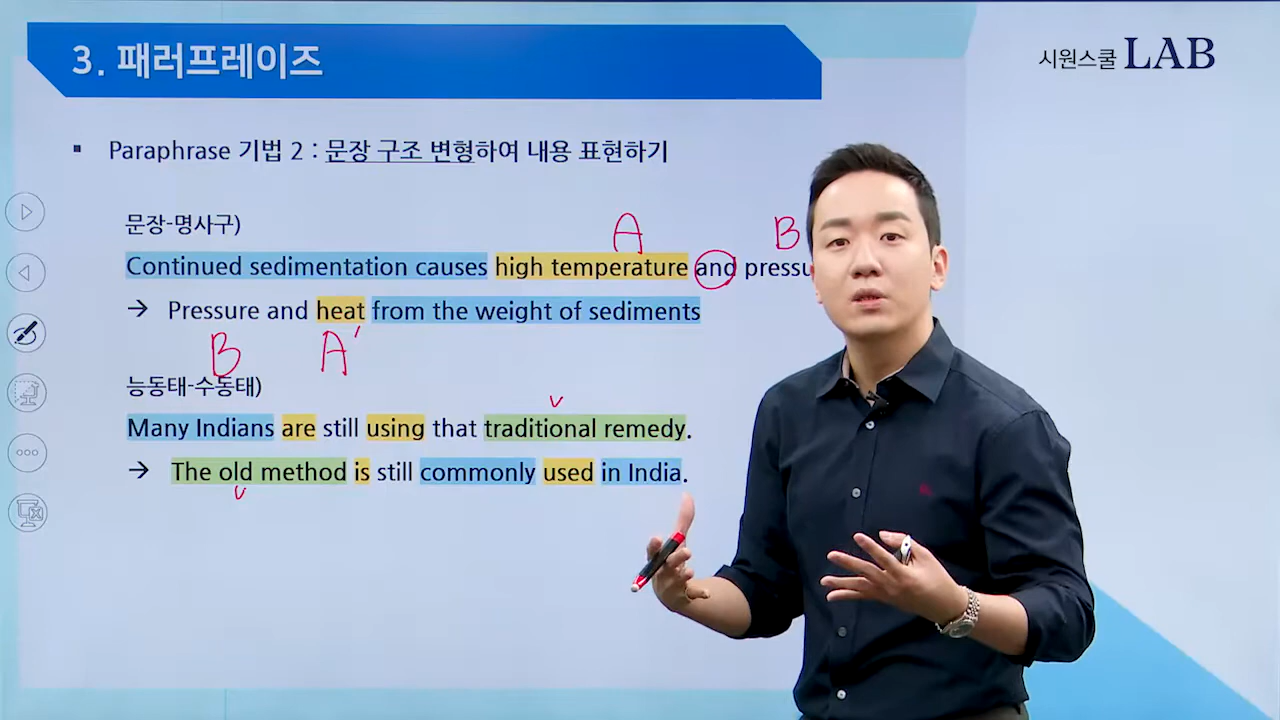 3. 패러프레이즈
시원스쿨 LAB
▪ Paraphrase 기법 2 : 문장 구조 변형하여 내용 표현하기
문장-명사구)
A B
Continued sedimentation causes high temperature and
→ Pressure and heat from the weight of sediments
B A'
능동태-수동태)
Many Indians are still using that traditional remedy.
→ The old method is still commonly used in India.